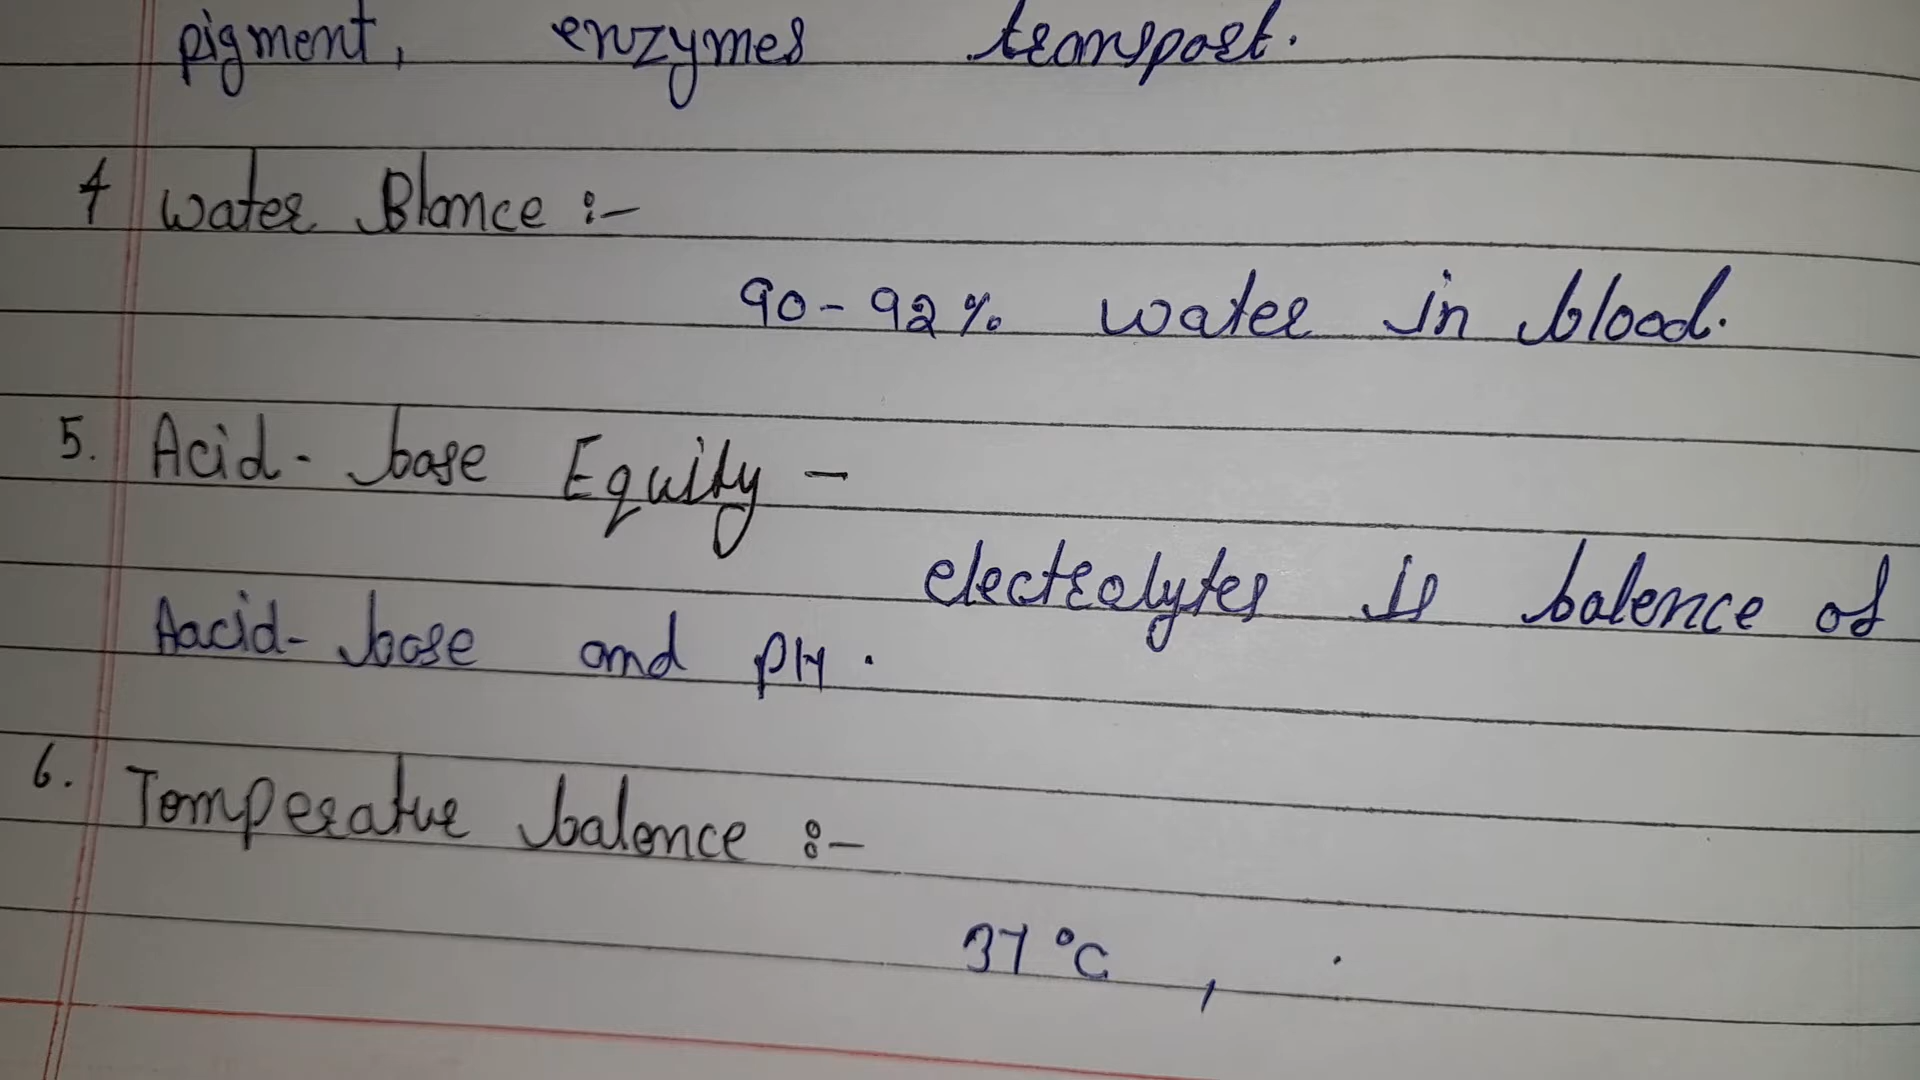 pigment, enzymes transport.
4 Water Blance :-
90-92% water in blood.
5. Acid- base Equity -
electrolytes is balence of
Aacid- base and PH.
6. Temperatue balence :-
37 °C , .